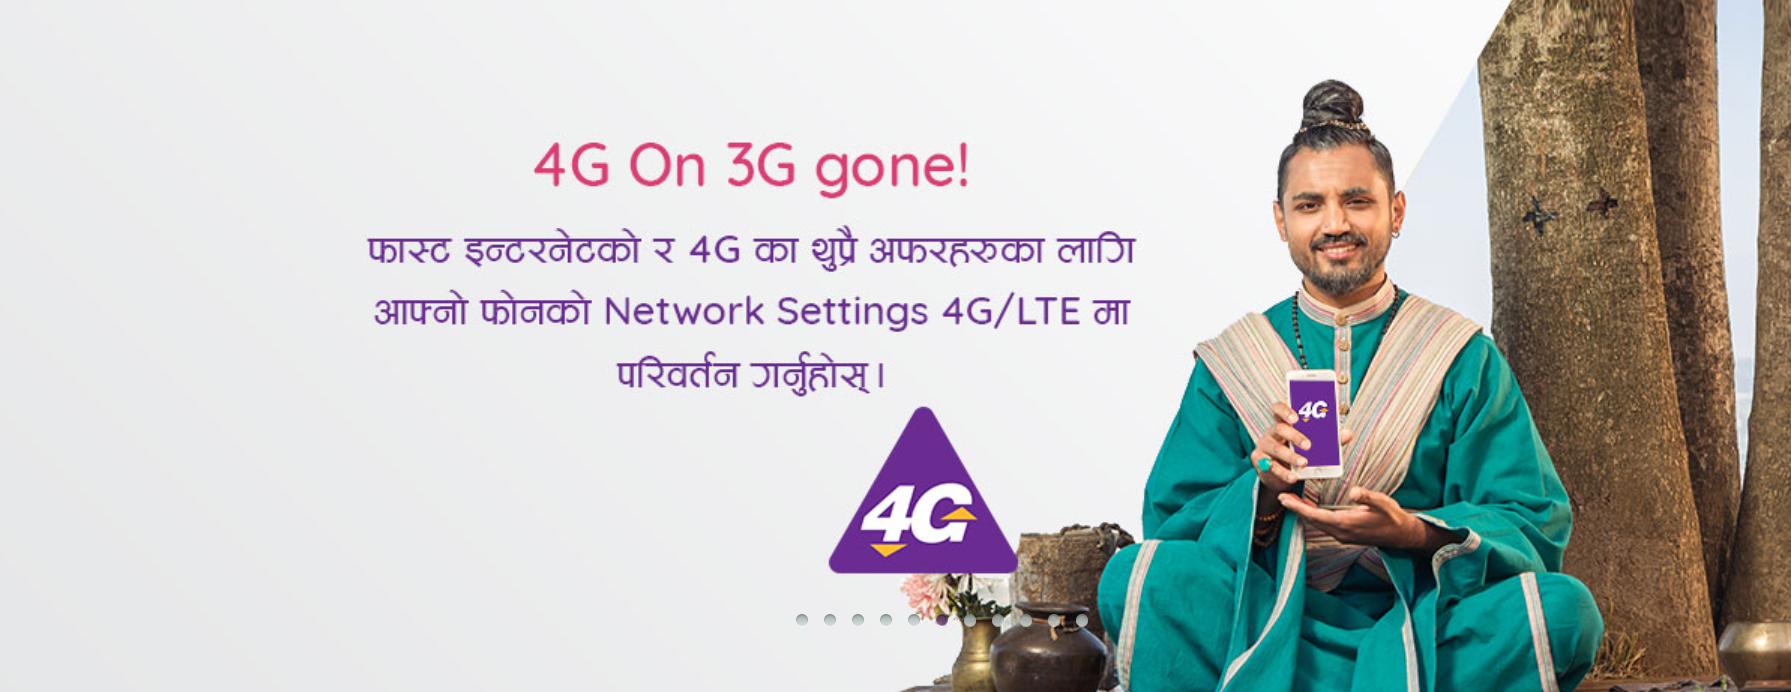 4G On 3G gone!
फास्ट इन्टरनेटको र 4G का थुप्रै अफरहरुका लागि
आफ्नो फोनको Network Settings 4G/LTE मा
परिवर्तन गर्नुहोस्।
4G
4G